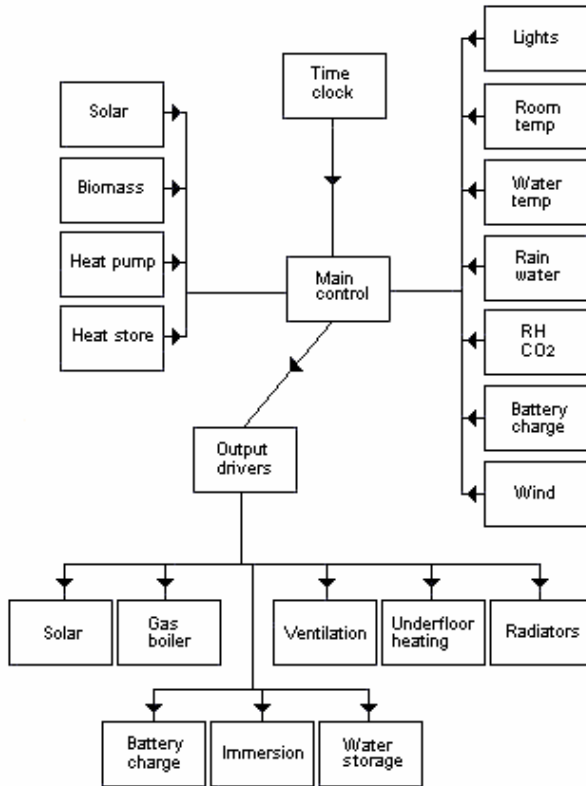 Lights
Time
clock
Solar
Room
temp
Biomass
Water
temp
Heat pump
Main
control
Rain
water
Heat store
RH
CO2
Battery
charge
Output
drivers
Wind
Solar
Gas
boiler
Ventilation
Underfloor
heating
Radiators
Battery
charge
Immersion
Water
storage